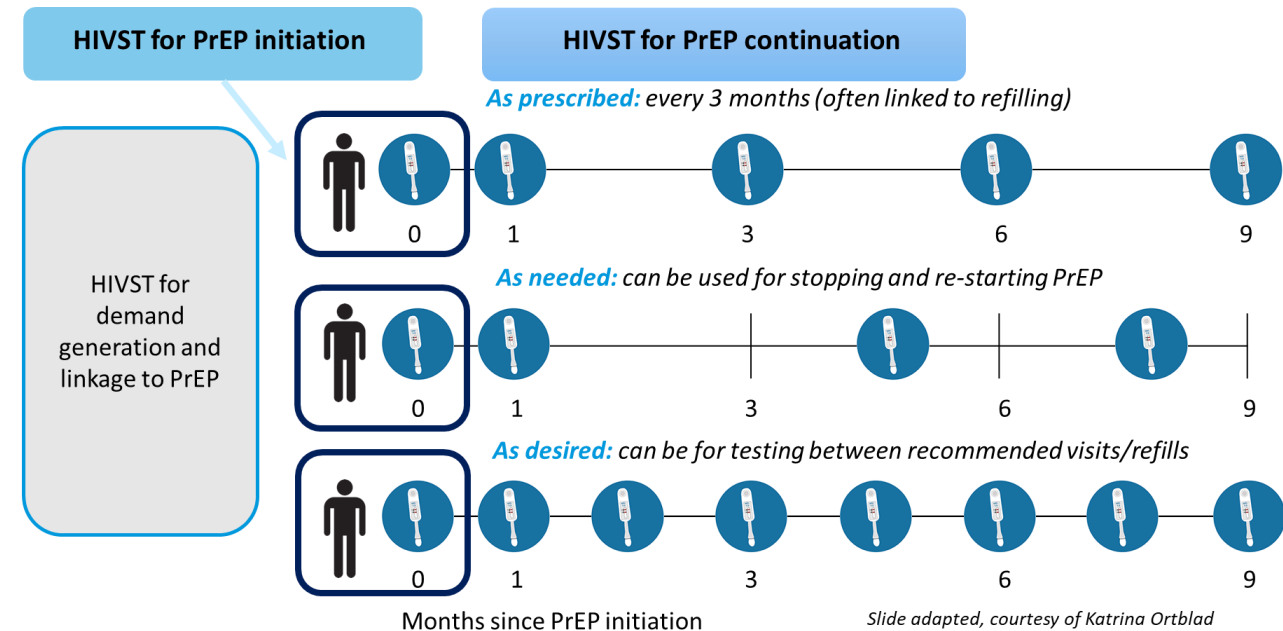 HIVST for PrEP initiation
HIVST for PrEP continuation
As prescribed: every 3 months (often linked to refilling)
0 1 3 6 9
HIVST for
demand
generation and
linkage to PrEP
As needed: can be used for stopping and re-starting PrEP
0 1 3 6 9
As desired: can be for testing between recommended visits/refills
0 1 3 6 9
Months since PrEP initiation
Slide adapted, courtesy of Katrina Ortblad